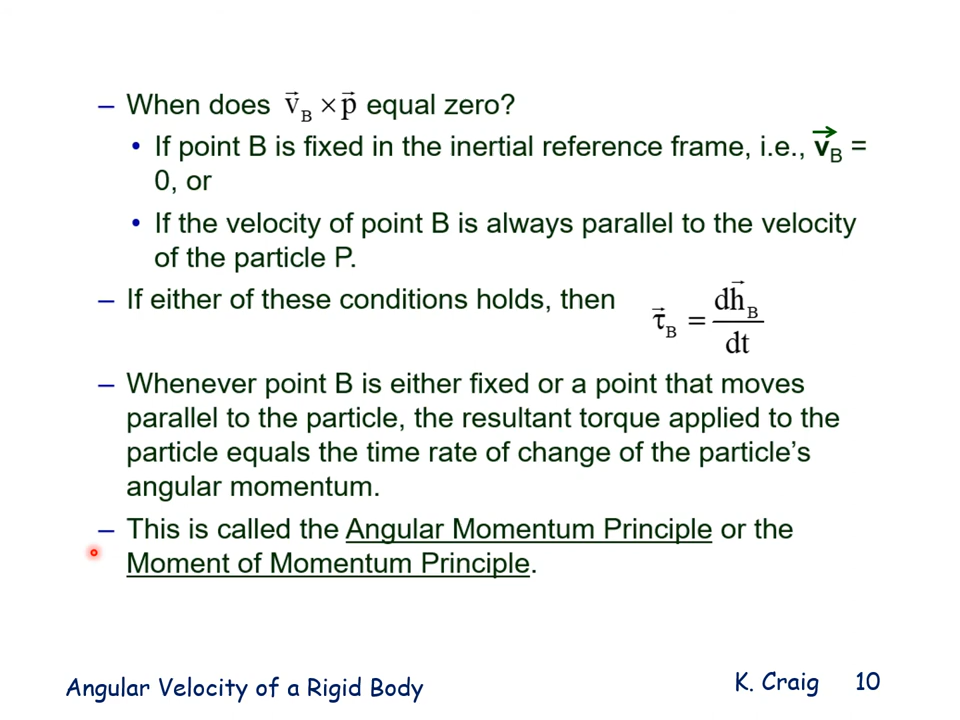 – When does v⃗_B × p⃗ equal zero?
• If point B is fixed in the inertial reference frame, i.e., v⃗_B =
0, or
• If the velocity of point B is always parallel to the velocity
of the particle P.
– If either of these conditions holds, then τ⃗_B = dh⃗_B / dt
– Whenever point B is either fixed or a point that moves
parallel to the particle, the resultant torque applied to the
particle equals the time rate of change of the particle’s
angular momentum.
– This is called the Angular Momentum Principle or the
Moment of Momentum Principle.
Angular Velocity of a Rigid Body K. Craig 10